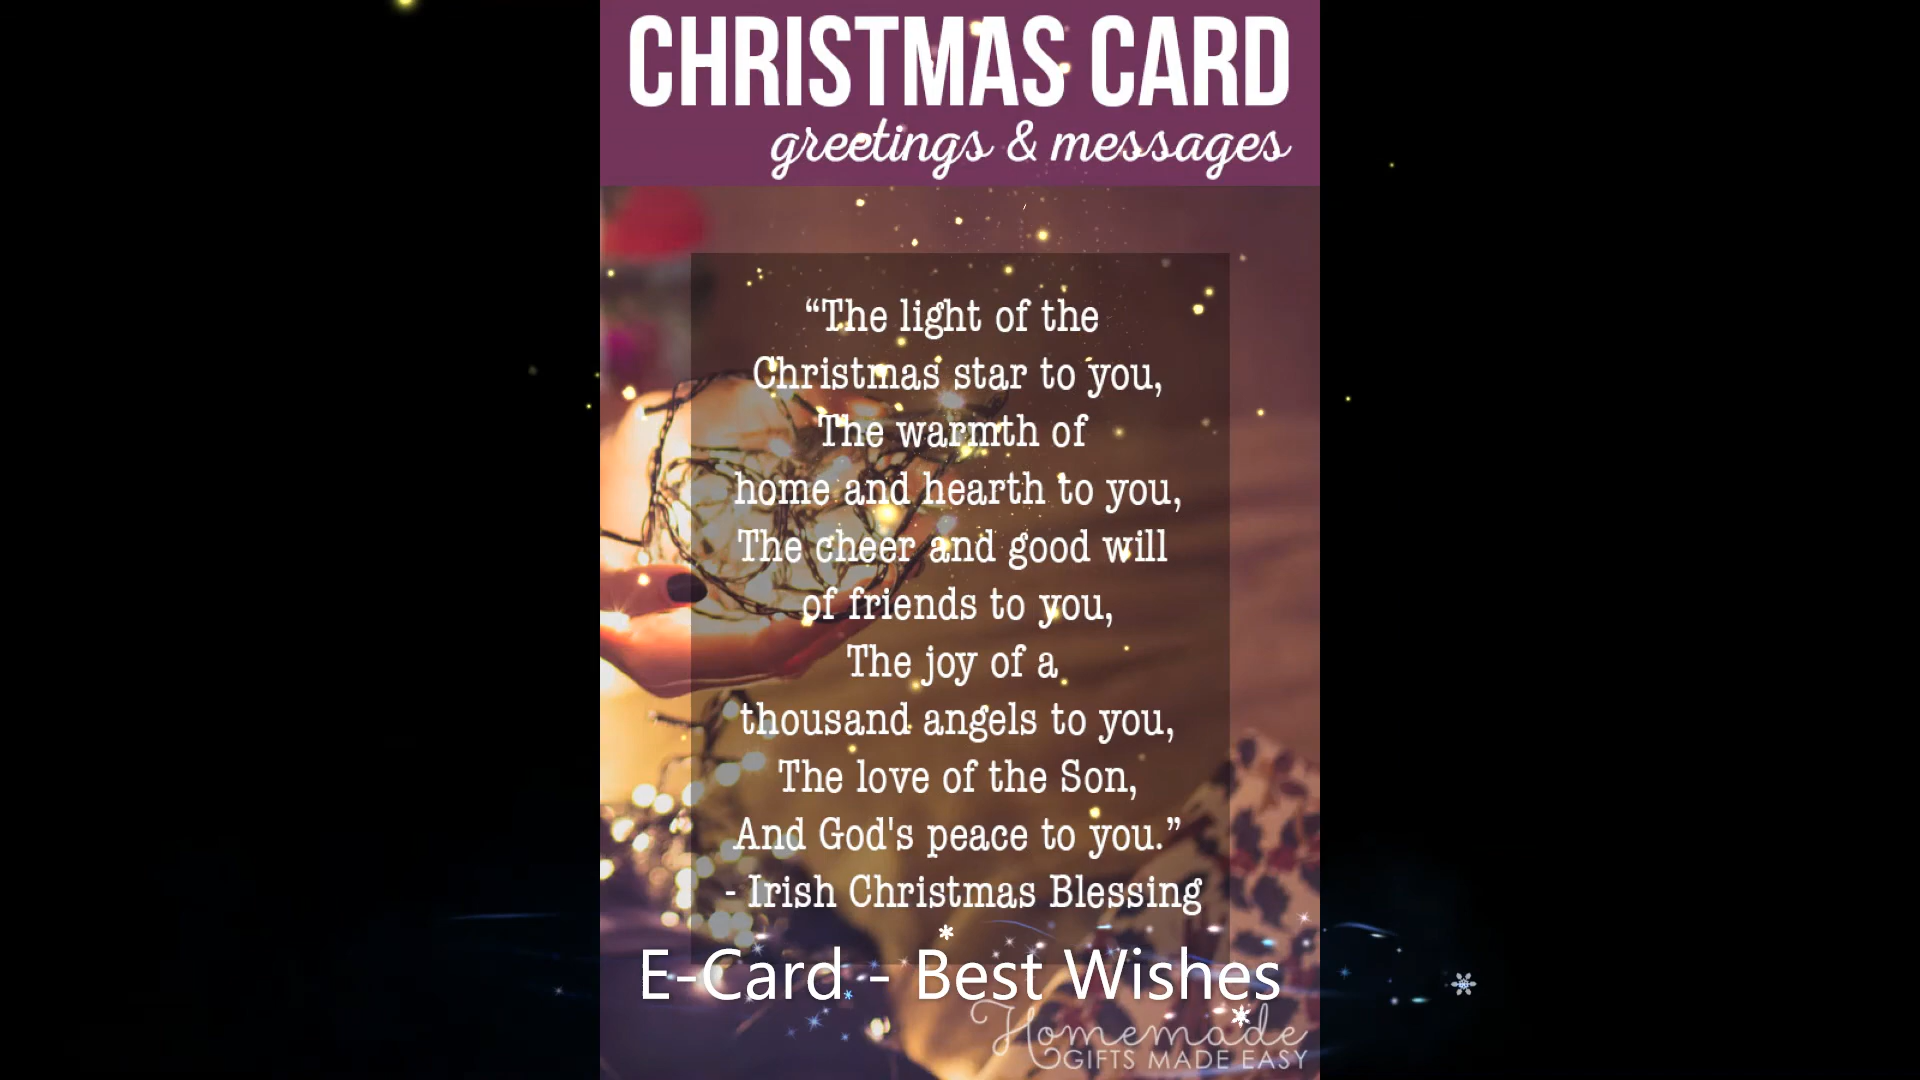 CHRISTMAS CARD
greetings & messages
“The light of the
Christmas star to you,
The warmth of
home and hearth to you,
The cheer and good will
of friends to you,
The joy of a
thousand angels to you,
The love of the Son,
And God's peace to you.”
- Irish Christmas Blessing
E-Card - Best Wishes
Homemade
GIFTS MADE EASY